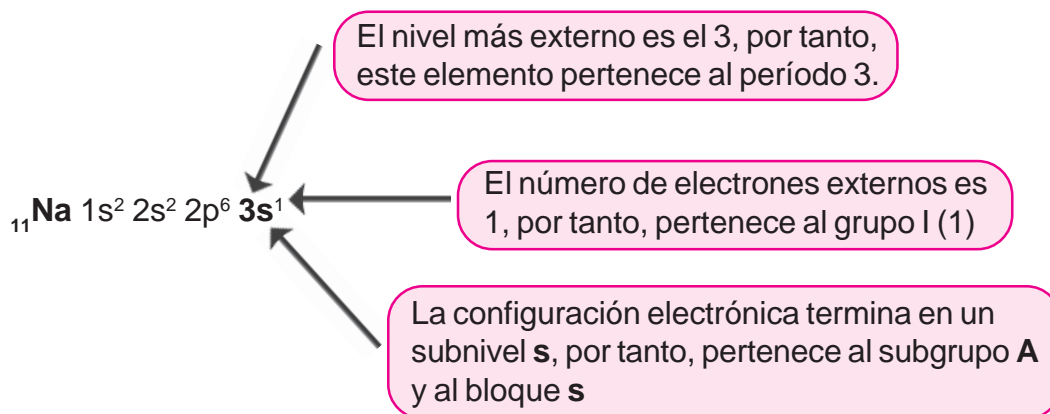 El nivel más externo es el 3, por tanto,
este elemento pertenece al período 3.
₁₁Na 1s² 2s² 2p⁶ 3s¹
El número de electrones externos es
1, por tanto, pertenece al grupo I (1)
La configuración electrónica termina en un
subnivel s, por tanto, pertenece al subgrupo A
y al bloque s